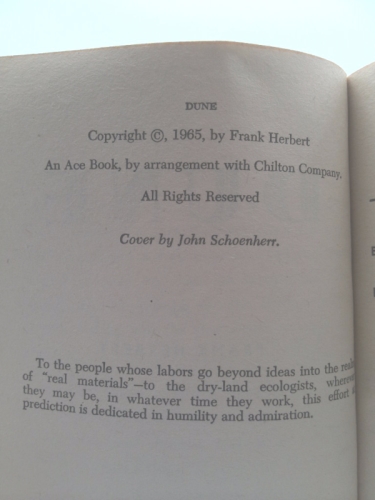 DUNE
Copyright ©, 1965, by Frank Herbert
An Ace Book, by arrangement with Chilton Company.
All Rights Reserved
Cover by John Schoenherr.
To the people whose labors go beyond ideas into the
of "real materials"—to the dry-land ecologists,
they may be, in whatever time they work, this effort
prediction is dedicated in humility and admiration.